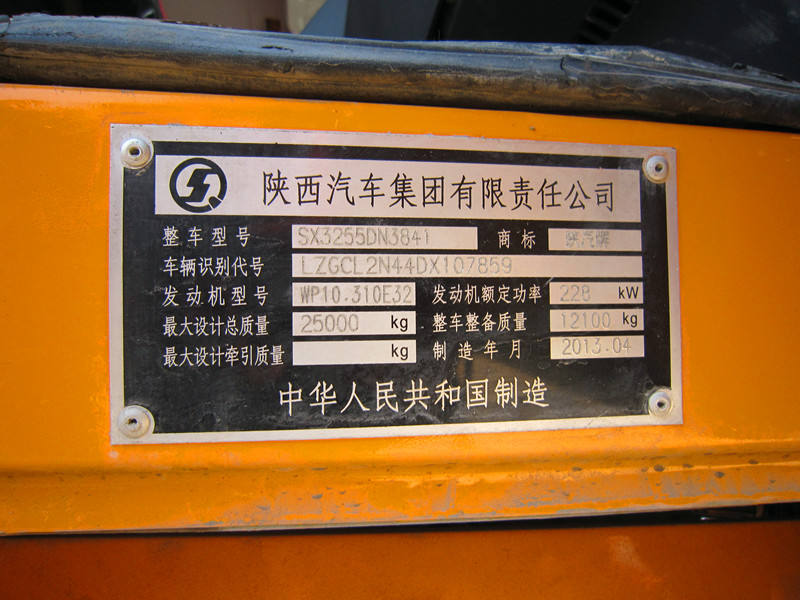 陕西汽车集团有限责任公司
整车型号 SX3255DN3841 商标 陕汽牌
车辆识别代号 LZGCL2N44DX107859
发动机型号 WP10.310E32 发动机额定功率 228 kW
最大设计总质量 25000 kg 整车整备质量 12100 kg
最大设计牵引质量 kg 制造年月 2013.04
中华人民共和国制造